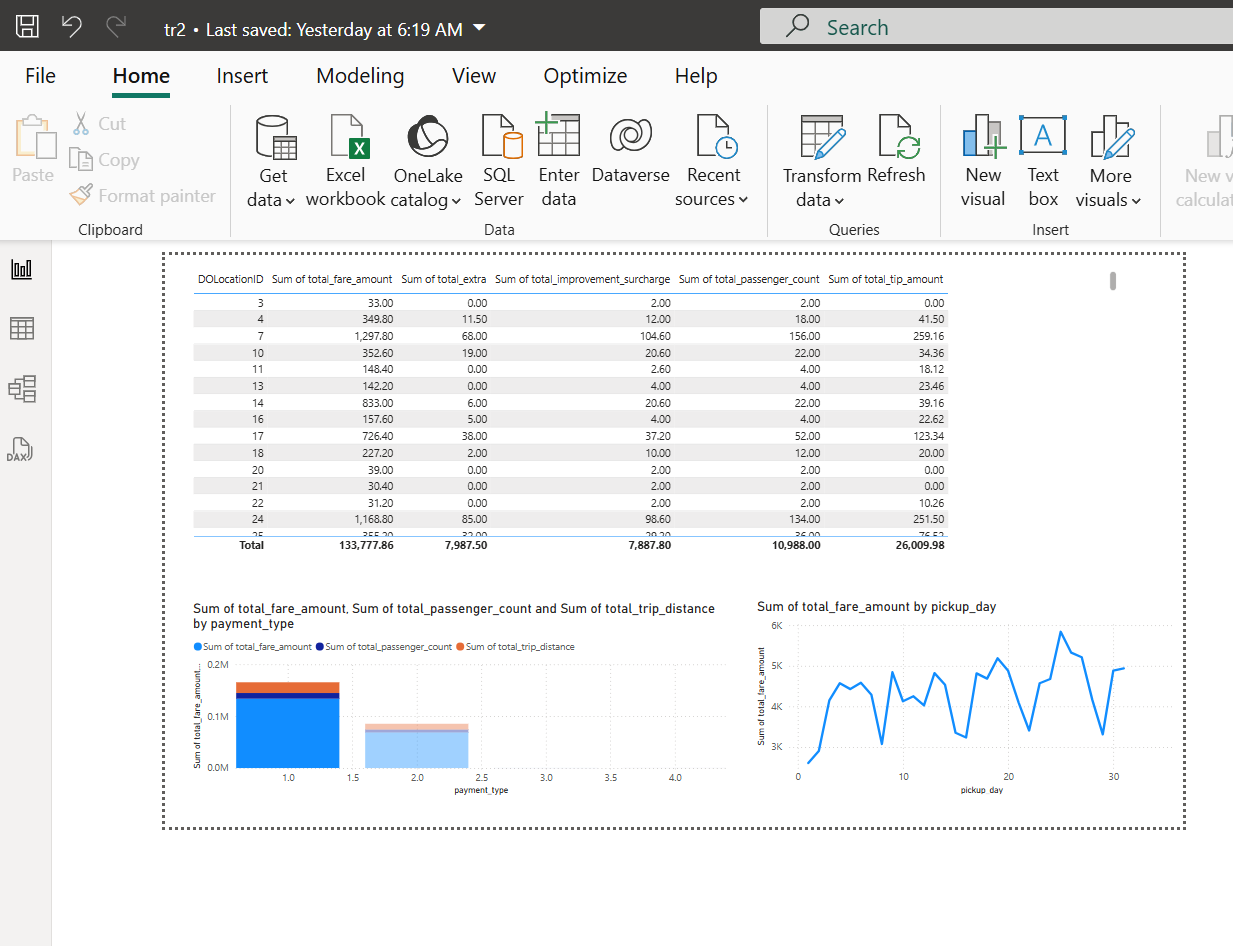 tr2 • Last saved: Yesterday at 6:19 AM
Search
File Home Insert Modeling View Optimize Help
Paste
Cut
Copy
Format painter
Clipboard
Get data
Excel workbook
OneLake catalog
SQL Server
Enter data
Dataverse
Recent sources
Data
Transform data
Refresh
Queries
New visual
Text box
More visuals
Insert
New
DAX
DOLocationID Sum of total_fare_amount Sum of total_extra Sum of total_improvement_surcharge Sum of total_passenger_count Sum of total_tip_amount
3 33.00 0.00 2.00 2.00 0.00
4 349.80 11.50 12.00 18.00 41.50
7 1,297.80 68.00 104.60 156.00 259.16
10 352.60 19.00 20.60 22.00 34.36
11 148.40 0.00 2.60 4.00 18.12
13 142.20 0.00 4.00 4.00 23.46
14 833.00 6.00 20.60 22.00 39.16
16 157.60 5.00 4.00 4.00 22.62
17 726.40 38.00 37.20 52.00 123.34
18 227.20 2.00 10.00 12.00 20.00
20 39.00 0.00 2.00 2.00 0.00
21 30.40 0.00 2.00 2.00 0.00
22 31.20 0.00 2.00 2.00 10.26
24 1,168.80 85.00 98.60 134.00 251.50
Total 133,777.86 7,987.50 7,887.80 10,988.00 26,009.98
Sum of total_fare_amount, Sum of total_passenger_count and Sum of total_trip_distance
by payment_type
Sum of total_fare_amount Sum of total_passenger_count Sum of total_trip_distance
Sum of total_fare_amount...
0.2M
0.1M
0.0M
1.0 1.5 2.0 2.5 3.0 3.5 4.0
payment_type
Sum of total_fare_amount by pickup_day
Sum of total_fare_amount
6K
5K
4K
3K
0 10 20 30
pickup_day